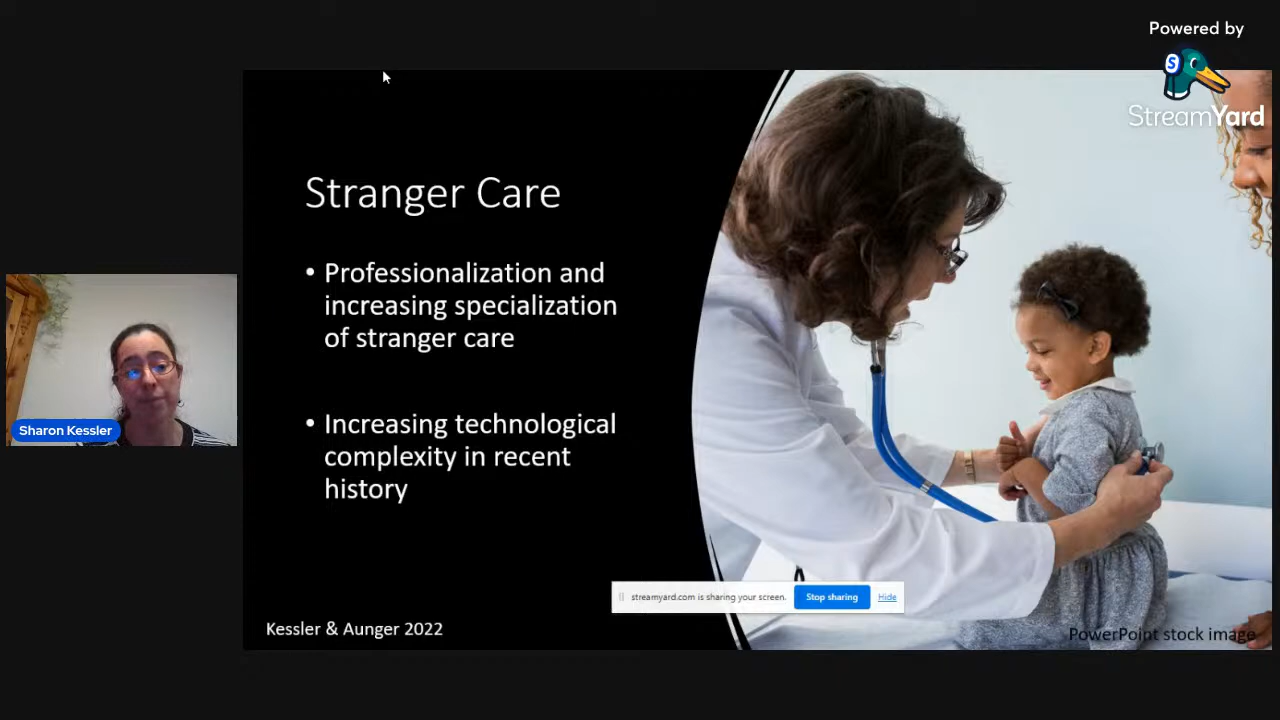 Powered by
S
StreamYard
Stranger Care
• Professionalization and
increasing specialization
of stranger care
• Increasing technological
complexity in recent
history
Sharon Kessler
streamyard.com is sharing your screen.
Stop sharing
Hide
Kessler & Aunger 2022
PowerPoint stock image